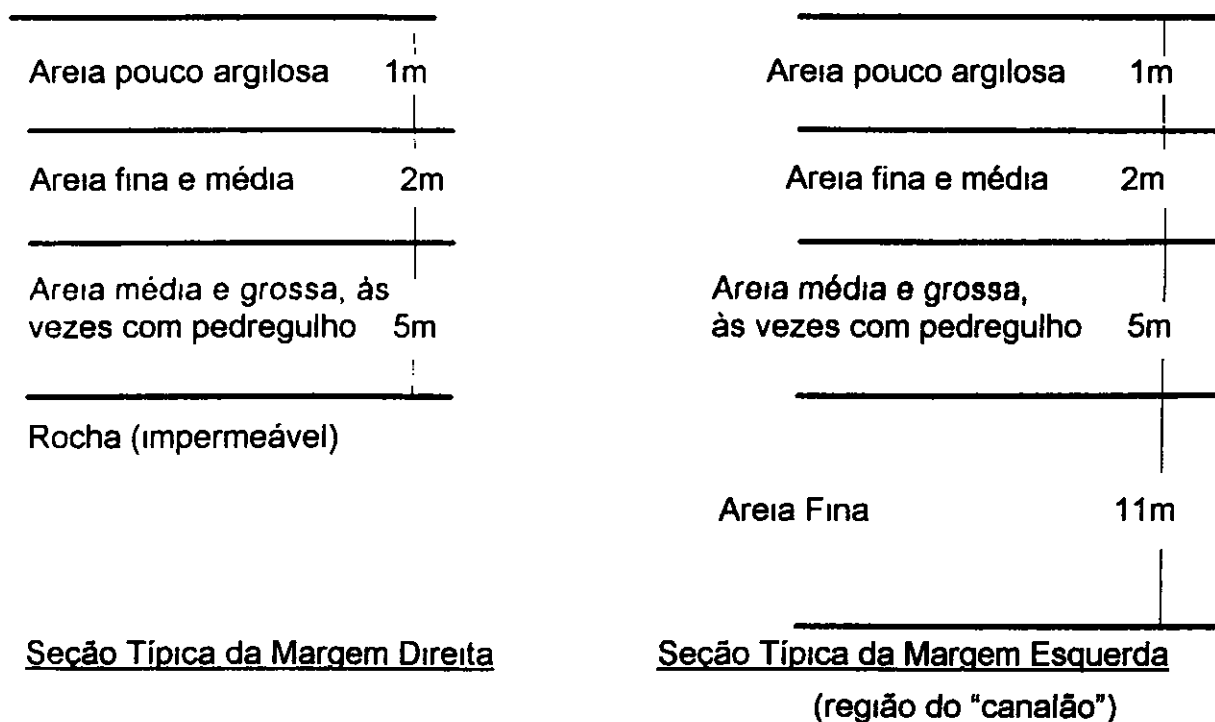 Areia pouco argilosa 1m
Areia fina e média 2m
Areia média e grossa, às
vezes com pedregulho 5m
Rocha (impermeável)
Seção Típica da Margem Direita
Areia pouco argilosa 1m
Areia fina e média 2m
Areia média e grossa,
às vezes com pedregulho 5m
Areia Fina 11m
Seção Típica da Margem Esquerda
(região do “canalão”)